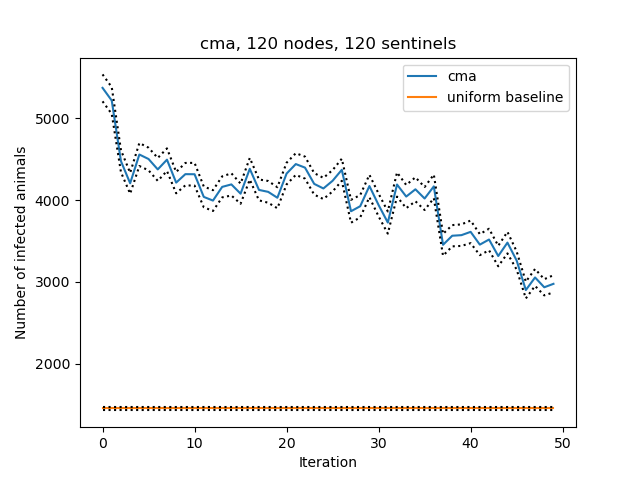 cma, 120 nodes, 120 sentinels
cma
uniform baseline
Number of infected animals
5000
4000
3000
2000
0
10
20
30
40
50
Iteration